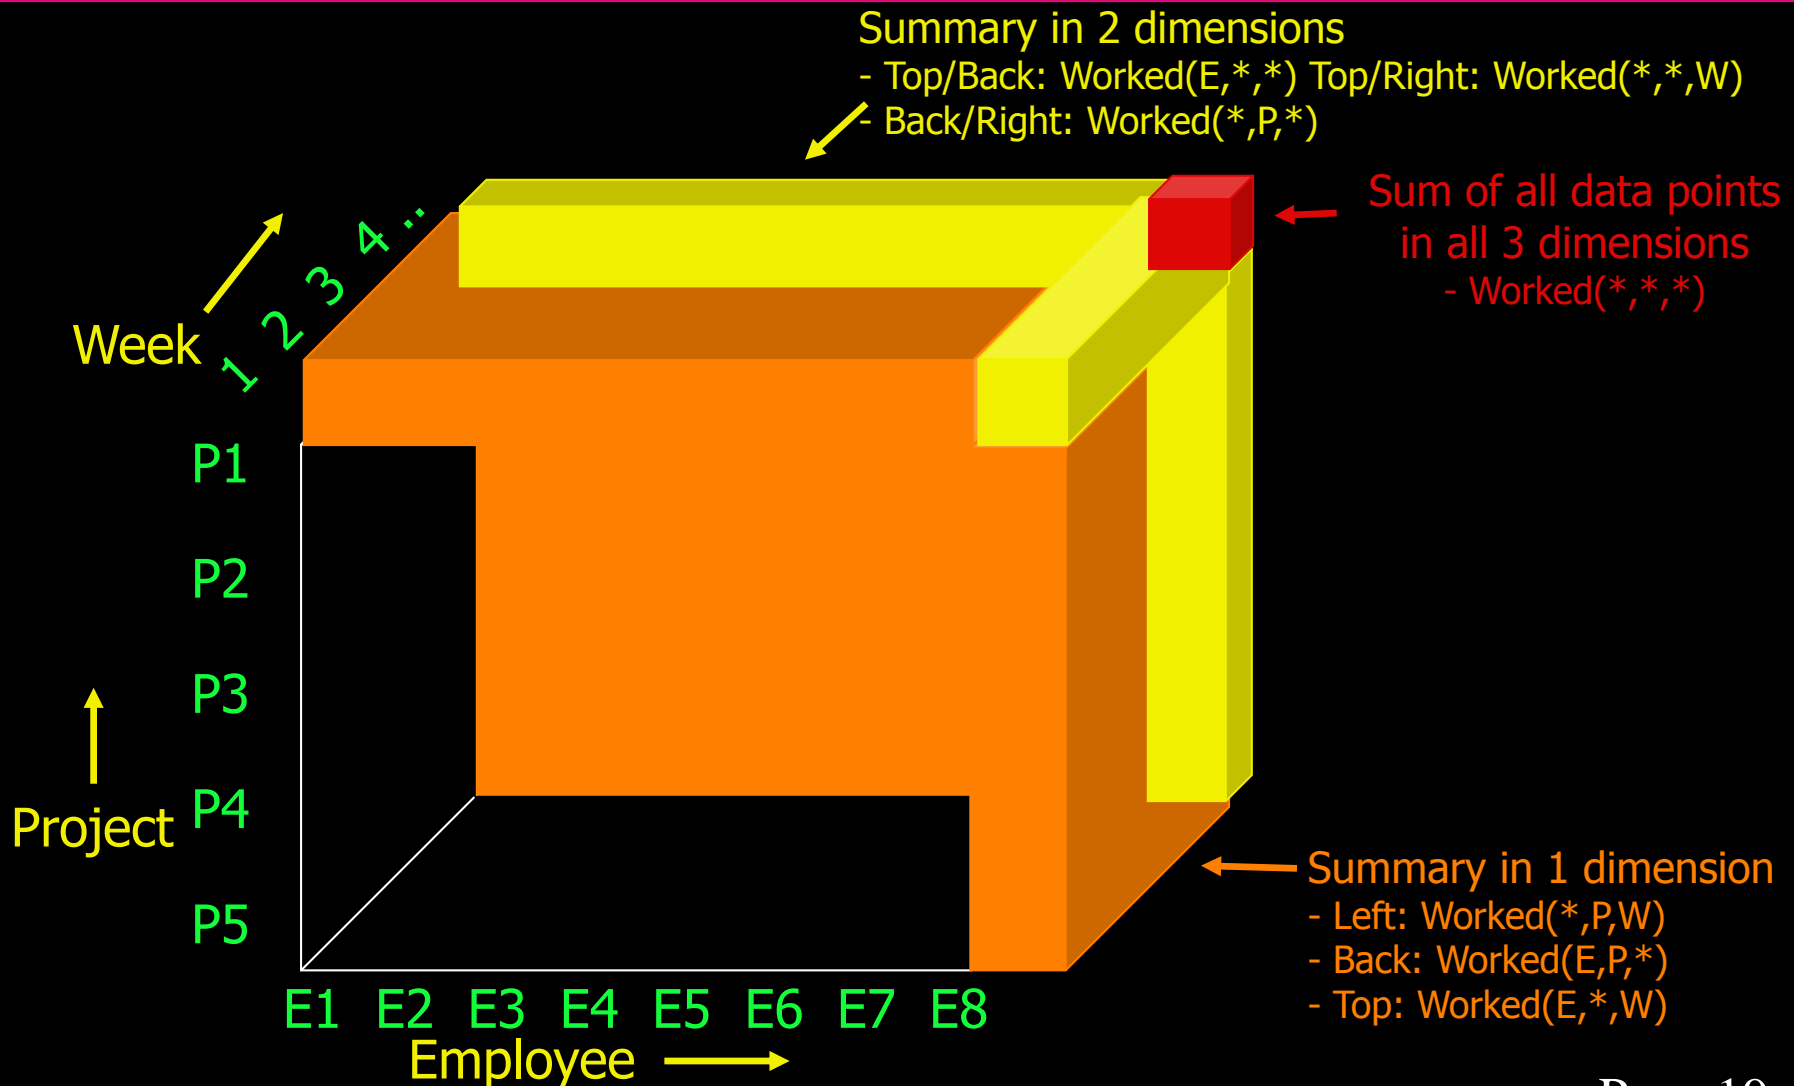 Summary in 2 dimensions
- Top/Back: Worked(E,*,*) Top/Right: Worked(*,*,W)
- Back/Right: Worked(*,P,*)
Sum of all data points
in all 3 dimensions
- Worked(*,*,*)
Week
1 2 3 4 ..
P1
P2
P3
P4
P5
Project
Summary in 1 dimension
- Left: Worked(*,P,W)
- Back: Worked(E,P,*)
- Top: Worked(E,*,W)
E1 E2 E3 E4 E5 E6 E7 E8
Employee